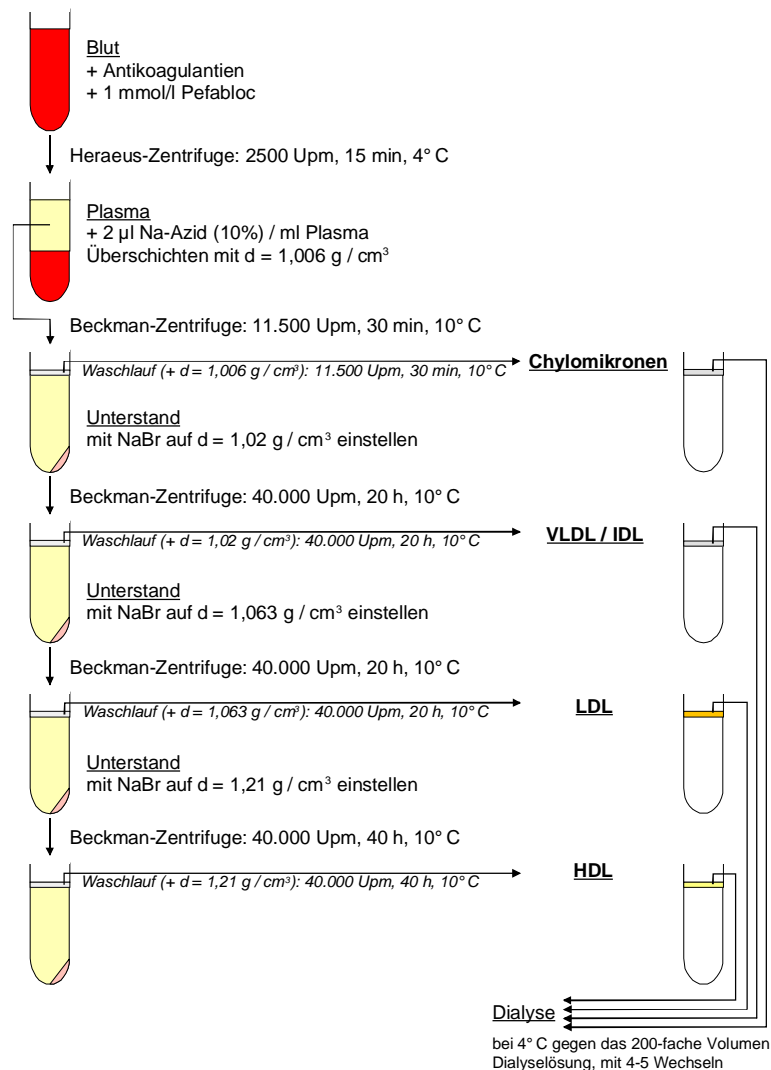 Blut
+ Antikoagulantien
+ 1 mmol/l Pefabloc
Heraeus-Zentrifuge: 2500 Upm, 15 min, 4° C
Plasma
+ 2 µl Na-Azid (10%) / ml Plasma
Überschichten mit d = 1,006 g / cm³
Beckman-Zentrifuge: 11.500 Upm, 30 min, 10° C
Waschlauf (+ d = 1,006 g / cm³): 11.500 Upm, 30 min, 10° C
Chylomikronen
Unterstand
mit NaBr auf d = 1,02 g / cm³ einstellen
Beckman-Zentrifuge: 40.000 Upm, 20 h, 10° C
Waschlauf (+ d = 1,02 g / cm³): 40.000 Upm, 20 h, 10° C
VLDL / IDL
Unterstand
mit NaBr auf d = 1,063 g / cm³ einstellen
Beckman-Zentrifuge: 40.000 Upm, 20 h, 10° C
Waschlauf (+ d = 1,063 g / cm³): 40.000 Upm, 20 h, 10° C
LDL
Unterstand
mit NaBr auf d = 1,21 g / cm³ einstellen
Beckman-Zentrifuge: 40.000 Upm, 40 h, 10° C
Waschlauf (+ d = 1,21 g / cm³): 40.000 Upm, 40 h, 10° C
HDL
Dialyse
bei 4° C gegen das 200-fache Volumen
Dialyselösung, mit 4-5 Wechseln